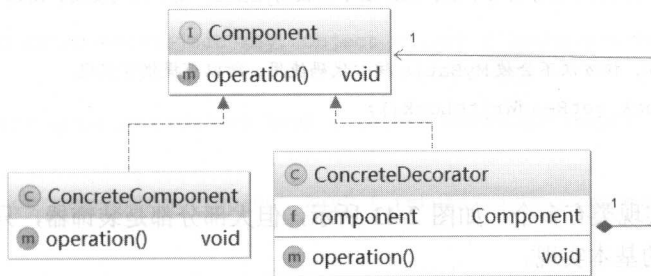 I Component
1
m operation() void
C ConcreteComponent
m operation() void
C ConcreteDecorator
f component Component
1
m operation() void